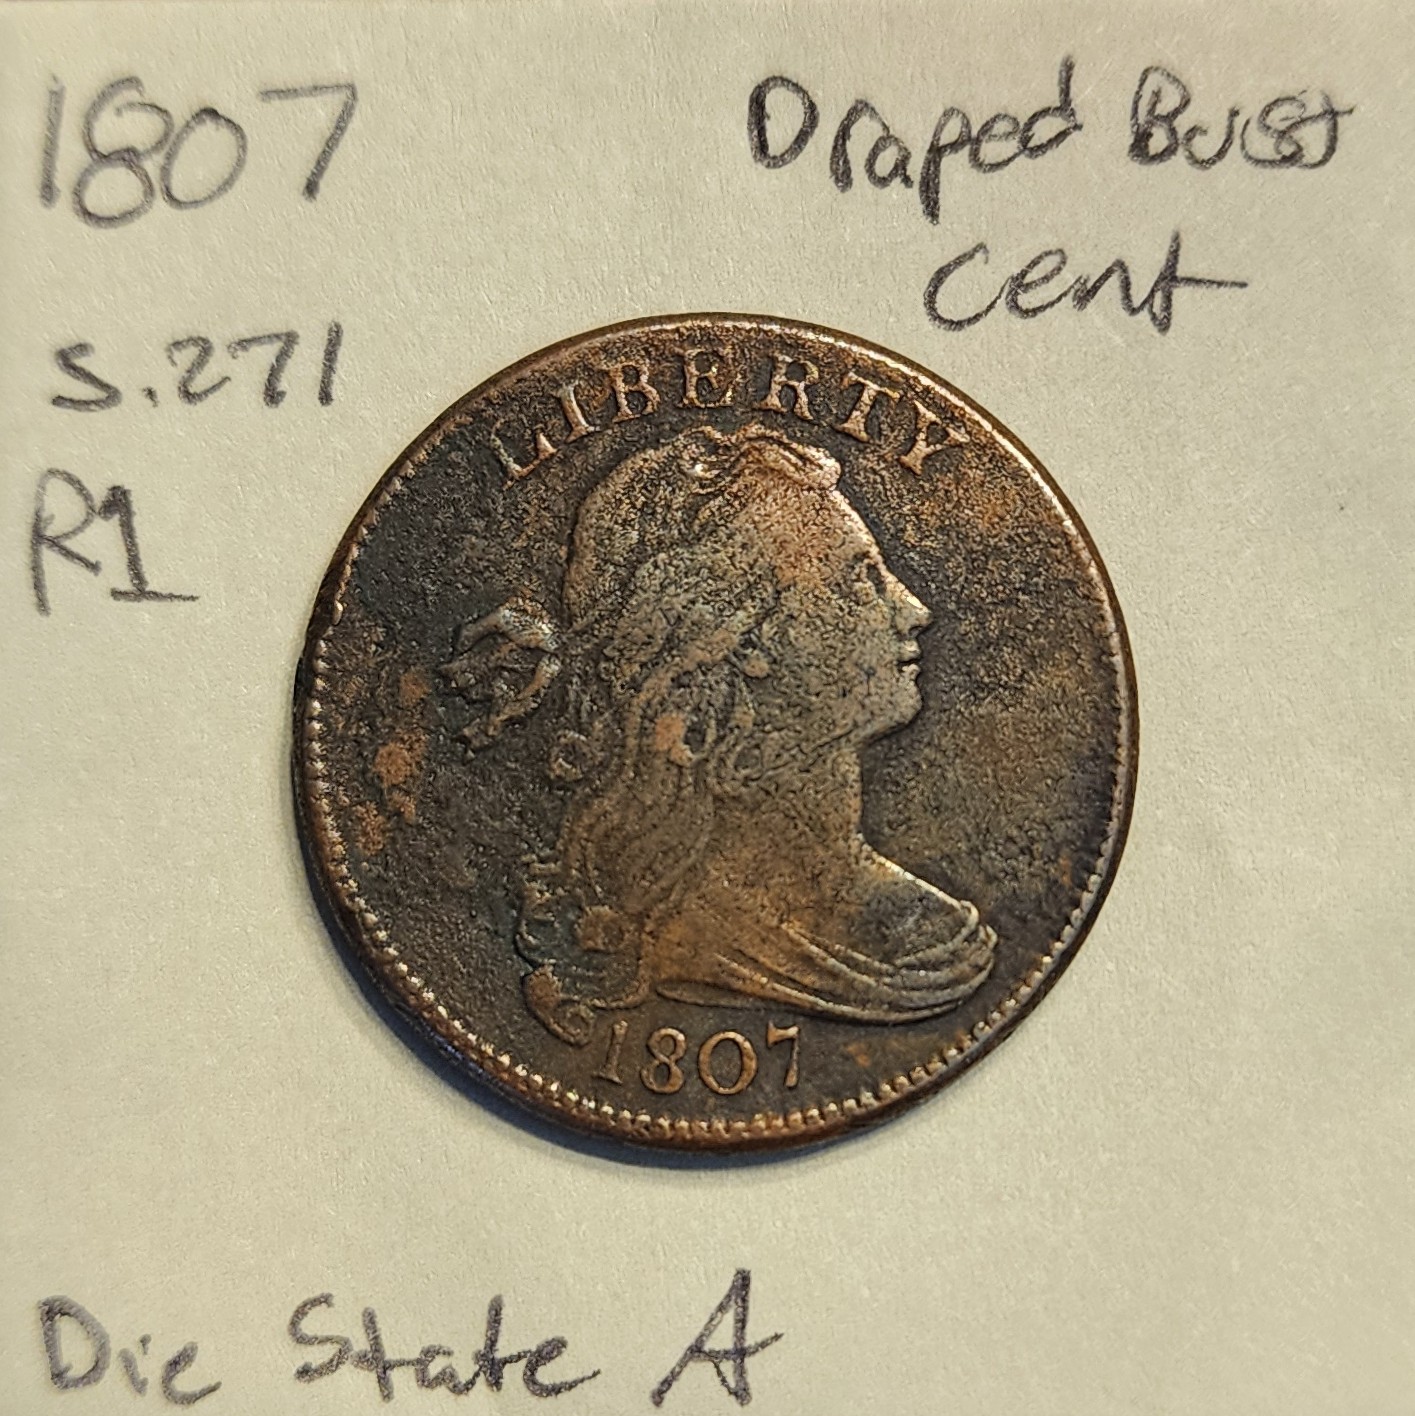 1807
Draped Bust
cent
S.271
R1
LIBERTY
1807
Die State A